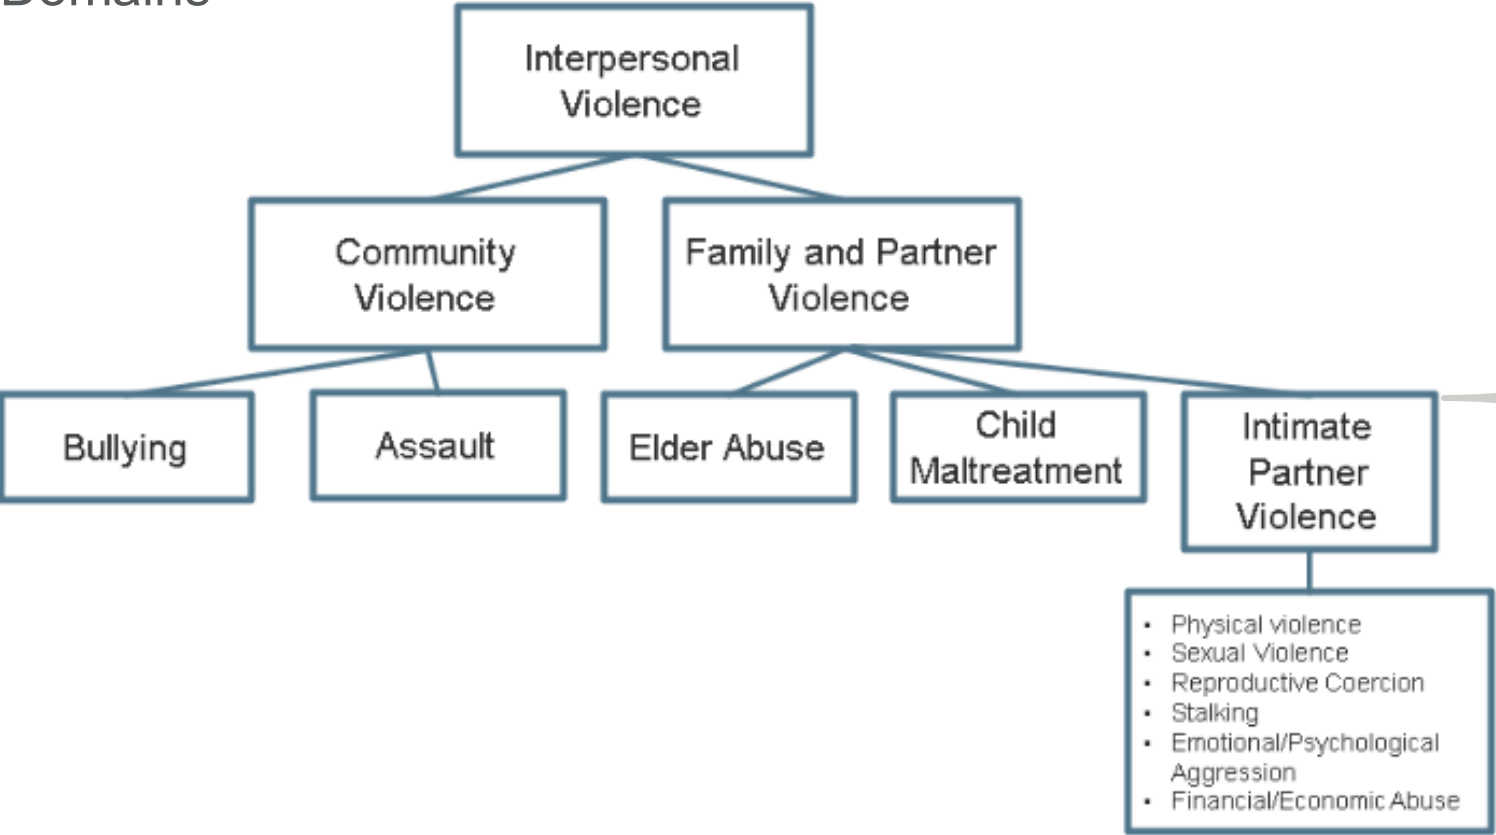 Domains
Interpersonal
Violence
Community
Violence
Family and Partner
Violence
Bullying
Assault
Elder Abuse
Child
Maltreatment
Intimate
Partner
Violence
• Physical violence
• Sexual Violence
• Reproductive Coercion
• Stalking
• Emotional/Psychological
Aggression
• Financial/Economic Abuse